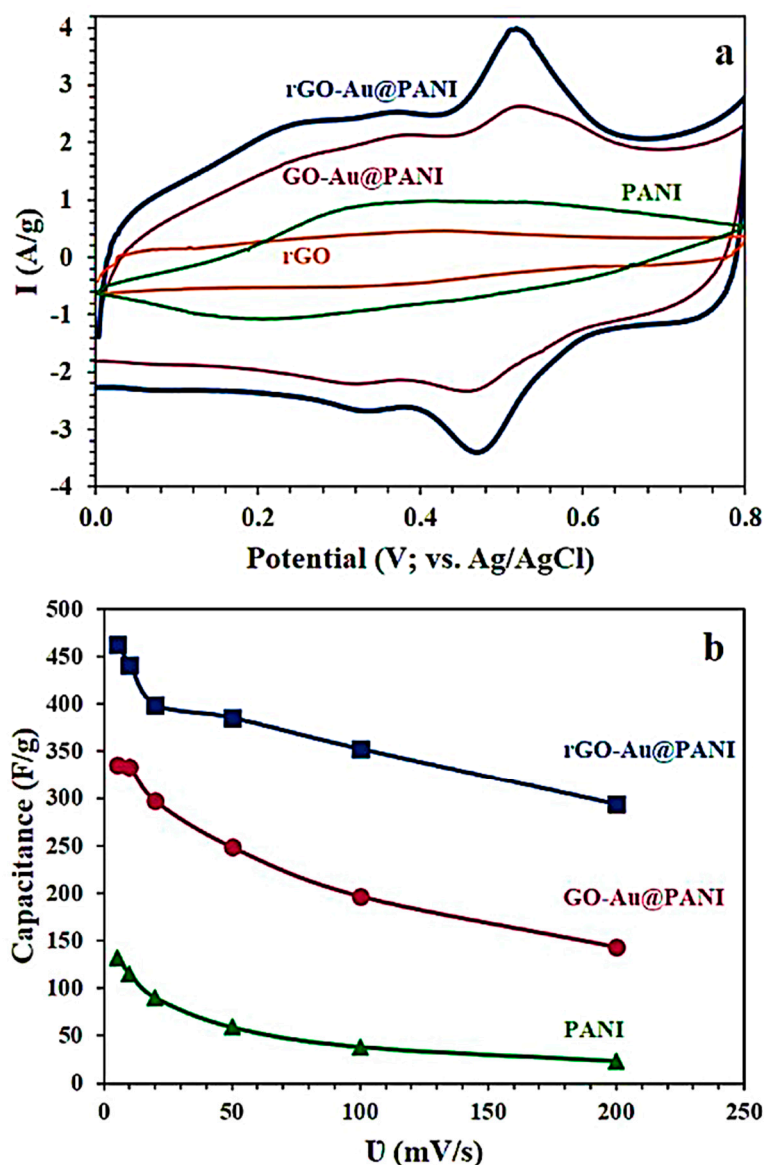 a
4
3
2
1
0
-1
-2
-3
-4
I (A/g)
rGO-Au@PANI
GO-Au@PANI
PANI
rGO
0.0 0.2 0.4 0.6 0.8
Potential (V; vs. Ag/AgCl)
b
500
450
400
350
300
250
200
150
100
50
0
Capacitance (F/g)
rGO-Au@PANI
GO-Au@PANI
PANI
0 50 100 150 200 250
Ʋ (mV/s)